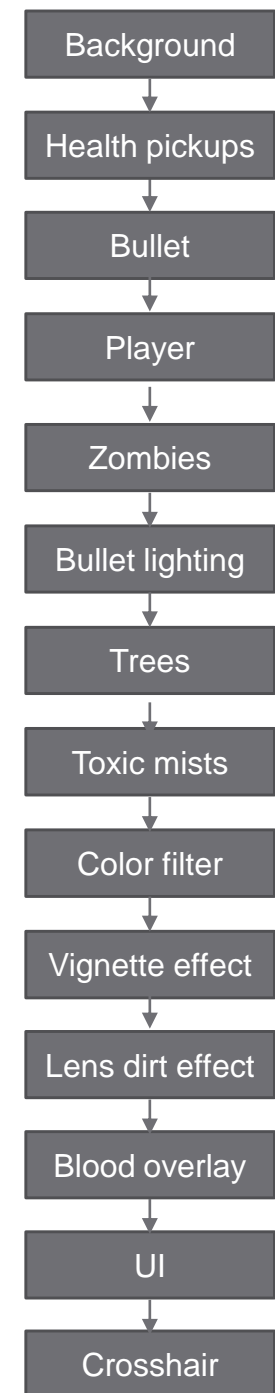 Background
Health pickups
Bullet
Player
Zombies
Bullet lighting
Trees
Toxic mists
Color filter
Vignette effect
Lens dirt effect
Blood overlay
UI
Crosshair